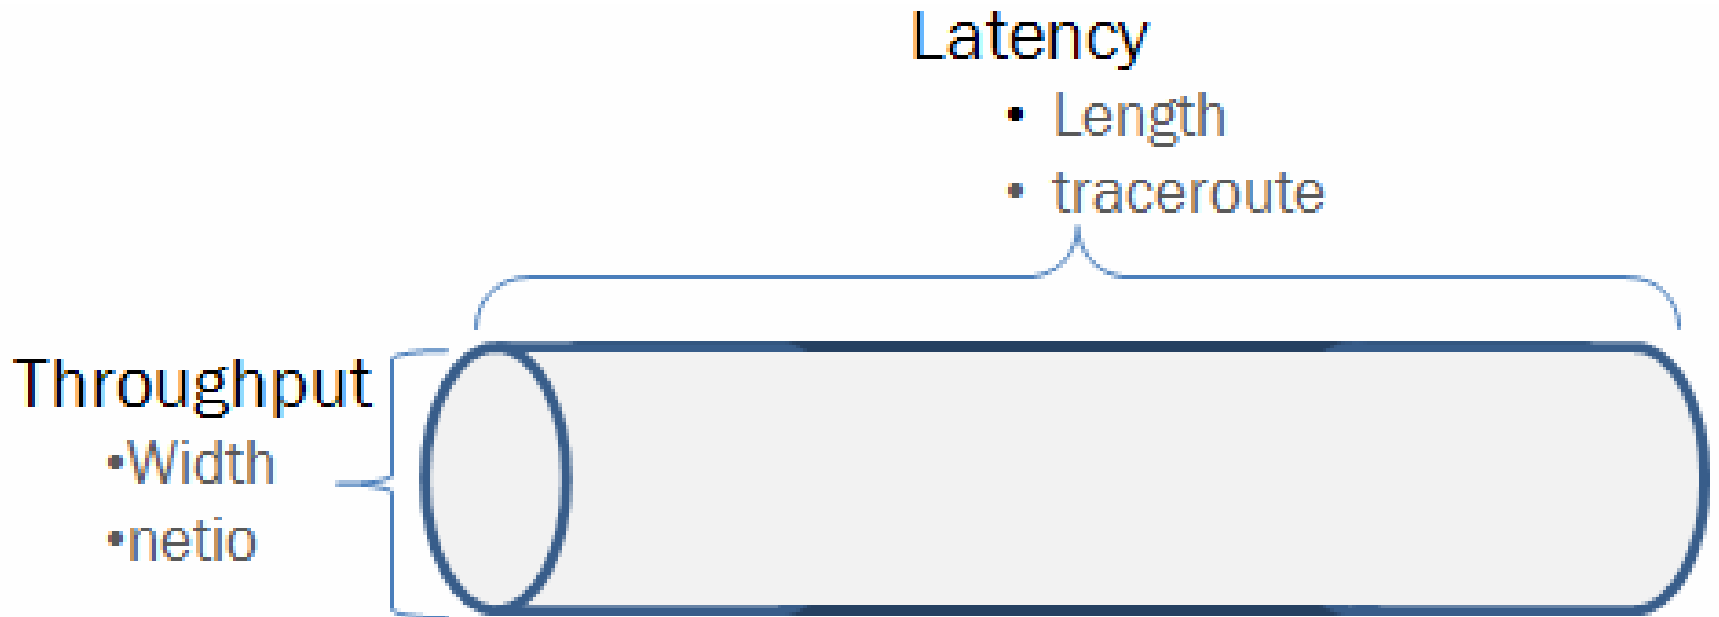 Latency
• Length
• traceroute
Throughput
•Width
•netio